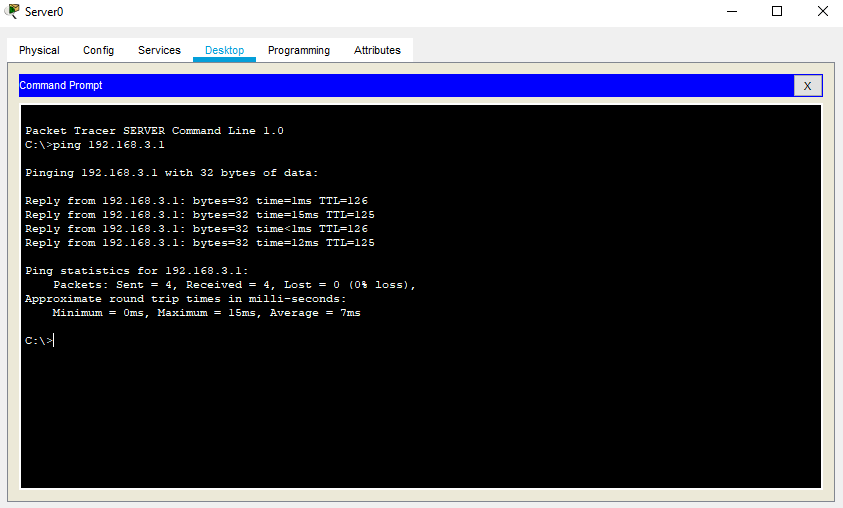 Server0
Physical Config Services Desktop Programming Attributes
Command Prompt X
Packet Tracer SERVER Command Line 1.0
C:\>ping 192.168.3.1
Pinging 192.168.3.1 with 32 bytes of data:
Reply from 192.168.3.1: bytes=32 time=1ms TTL=126
Reply from 192.168.3.1: bytes=32 time=15ms TTL=125
Reply from 192.168.3.1: bytes=32 time<1ms TTL=126
Reply from 192.168.3.1: bytes=32 time=12ms TTL=125
Ping statistics for 192.168.3.1:
Packets: Sent = 4, Received = 4, Lost = 0 (0% loss),
Approximate round trip times in milli-seconds:
Minimum = 0ms, Maximum = 15ms, Average = 7ms
C:\>